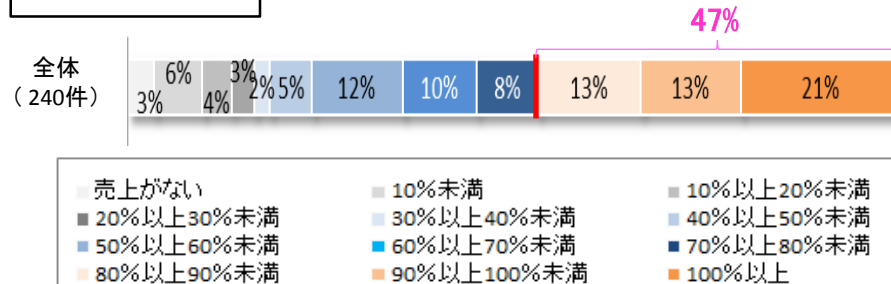 47%
全体
（240件）
3% 6% 4% 3% 2% 5% 12% 10% 8% 13% 13% 21%
売上がない 10%未満 10%以上20%未満
20%以上30%未満 30%以上40%未満 40%以上50%未満
50%以上60%未満 60%以上70%未満 70%以上80%未満
80%以上90%未満 90%以上100%未満 100%以上